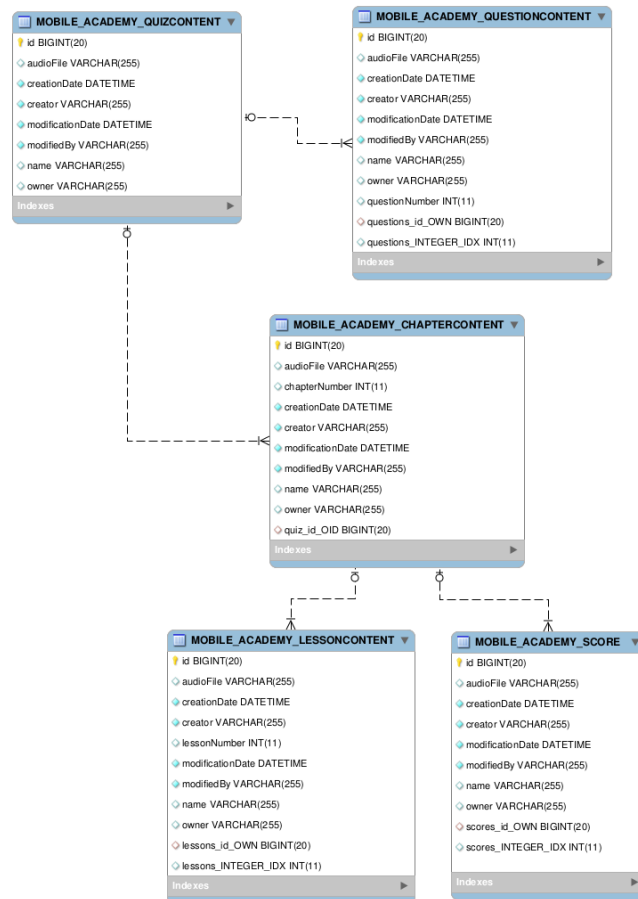 MOBILE_ACADEMY_QUIZCONTENT
id BIGINT(20)
audioFile VARCHAR(255)
creationDate DATETIME
creator VARCHAR(255)
modificationDate DATETIME
modifiedBy VARCHAR(255)
name VARCHAR(255)
owner VARCHAR(255)
Indexes
MOBILE_ACADEMY_QUESTIONCONTENT
id BIGINT(20)
audioFile VARCHAR(255)
creationDate DATETIME
creator VARCHAR(255)
modificationDate DATETIME
modifiedBy VARCHAR(255)
name VARCHAR(255)
owner VARCHAR(255)
questionNumber INT(11)
questions_id_OWN BIGINT(20)
questions_INTEGER_IDX INT(11)
Indexes
MOBILE_ACADEMY_CHAPTERCONTENT
id BIGINT(20)
audioFile VARCHAR(255)
chapterNumber INT(11)
creationDate DATETIME
creator VARCHAR(255)
modificationDate DATETIME
modifiedBy VARCHAR(255)
name VARCHAR(255)
owner VARCHAR(255)
quiz_id_OID BIGINT(20)
Indexes
MOBILE_ACADEMY_LESSONCONTENT
id BIGINT(20)
audioFile VARCHAR(255)
creationDate DATETIME
creator VARCHAR(255)
lessonNumber INT(11)
modificationDate DATETIME
modifiedBy VARCHAR(255)
name VARCHAR(255)
owner VARCHAR(255)
lessons_id_OWN BIGINT(20)
lessons_INTEGER_IDX INT(11)
Indexes
MOBILE_ACADEMY_SCORE
id BIGINT(20)
audioFile VARCHAR(255)
creationDate DATETIME
creator VARCHAR(255)
modificationDate DATETIME
modifiedBy VARCHAR(255)
name VARCHAR(255)
owner VARCHAR(255)
scores_id_OWN BIGINT(20)
scores_INTEGER_IDX INT(11)
Indexes